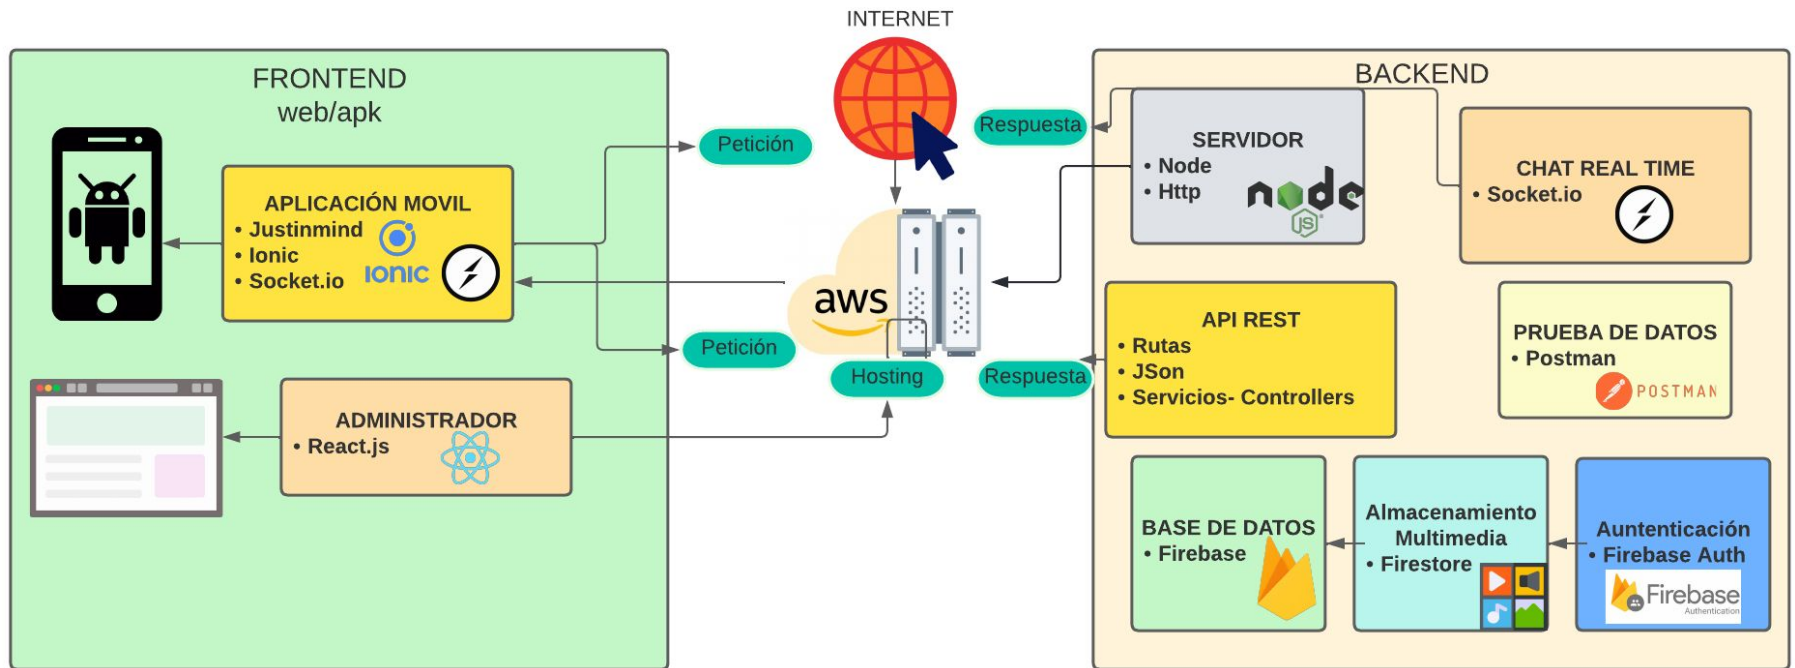 INTERNET
FRONTEND
web/apk
APLICACIÓN MOVIL
• Justinmind
• Ionic
• Socket.io
IONIC
ADMINISTRADOR
• React.js
Petición
Petición
aws
Hosting
Respuesta
Respuesta
BACKEND
SERVIDOR
• Node
• Http
node
JS
CHAT REAL TIME
• Socket.io
API REST
• Rutas
• JSon
• Servicios- Controllers
PRUEBA DE DATOS
• Postman
POSTMAN
BASE DE DATOS
• Firebase
Almacenamiento
Multimedia
• Firestore
Auntenticación
• Firebase Auth
Firebase
Authentication